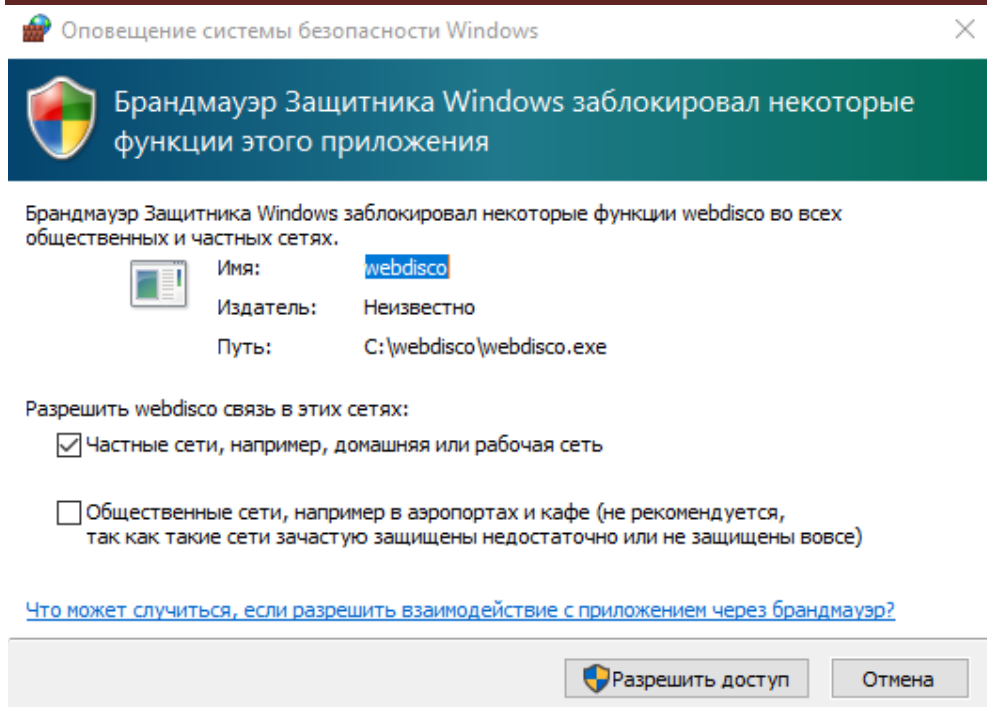 Оповещение системы безопасности Windows
Брандмауэр Защитника Windows заблокировал некоторые
функции этого приложения
Брандмауэр Защитника Windows заблокировал некоторые функции webdisco во всех
общественных и частных сетях.
Имя: webdisco
Издатель: Неизвестно
Путь: C:\webdisco\webdisco.exe
Разрешить webdisco связь в этих сетях:
Частные сети, например, домашняя или рабочая сеть
Общественные сети, например в аэропортах и кафе (не рекомендуется,
так как такие сети зачастую защищены недостаточно или не защищены вовсе)
Что может случиться, если разрешить взаимодействие с приложением через брандмауэр?
Разрешить доступ Отмена